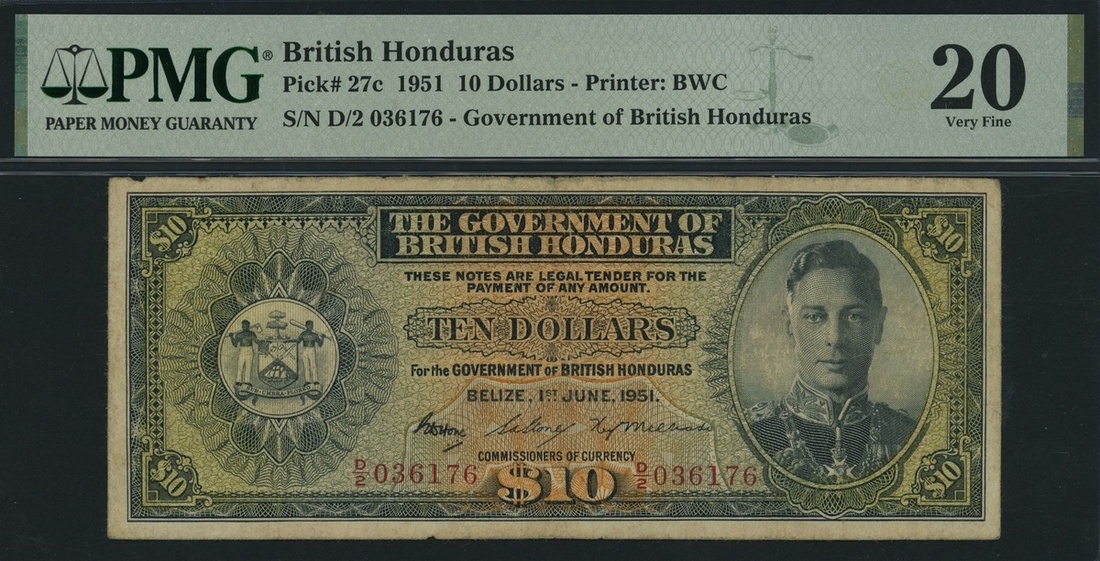 PMG®
PAPER MONEY GUARANTY
British Honduras
Pick# 27c 1951 10 Dollars - Printer: BWC
S/N D/2 036176 - Government of British Honduras
20
Very Fine
$10
$10
THE GOVERNMENT OF
BRITISH HONDURAS
THESE NOTES ARE LEGAL TENDER FOR THE
PAYMENT OF ANY AMOUNT.
TEN DOLLARS
For the GOVERNMENT OF BRITISH HONDURAS
BELIZE, 1ST JUNE, 1951.
COMMISSIONERS OF CURRENCY
D/2 036176
D/2 036176
$10
$10
$10